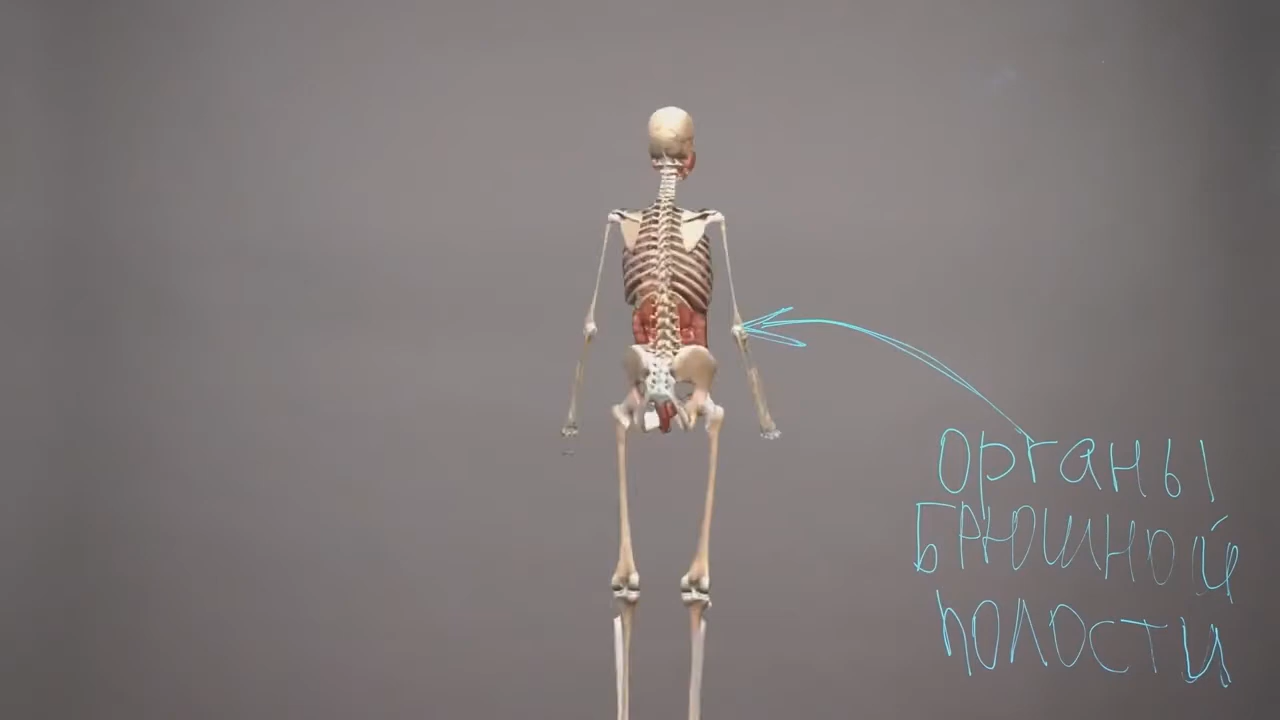 органы
Брюшной
полости